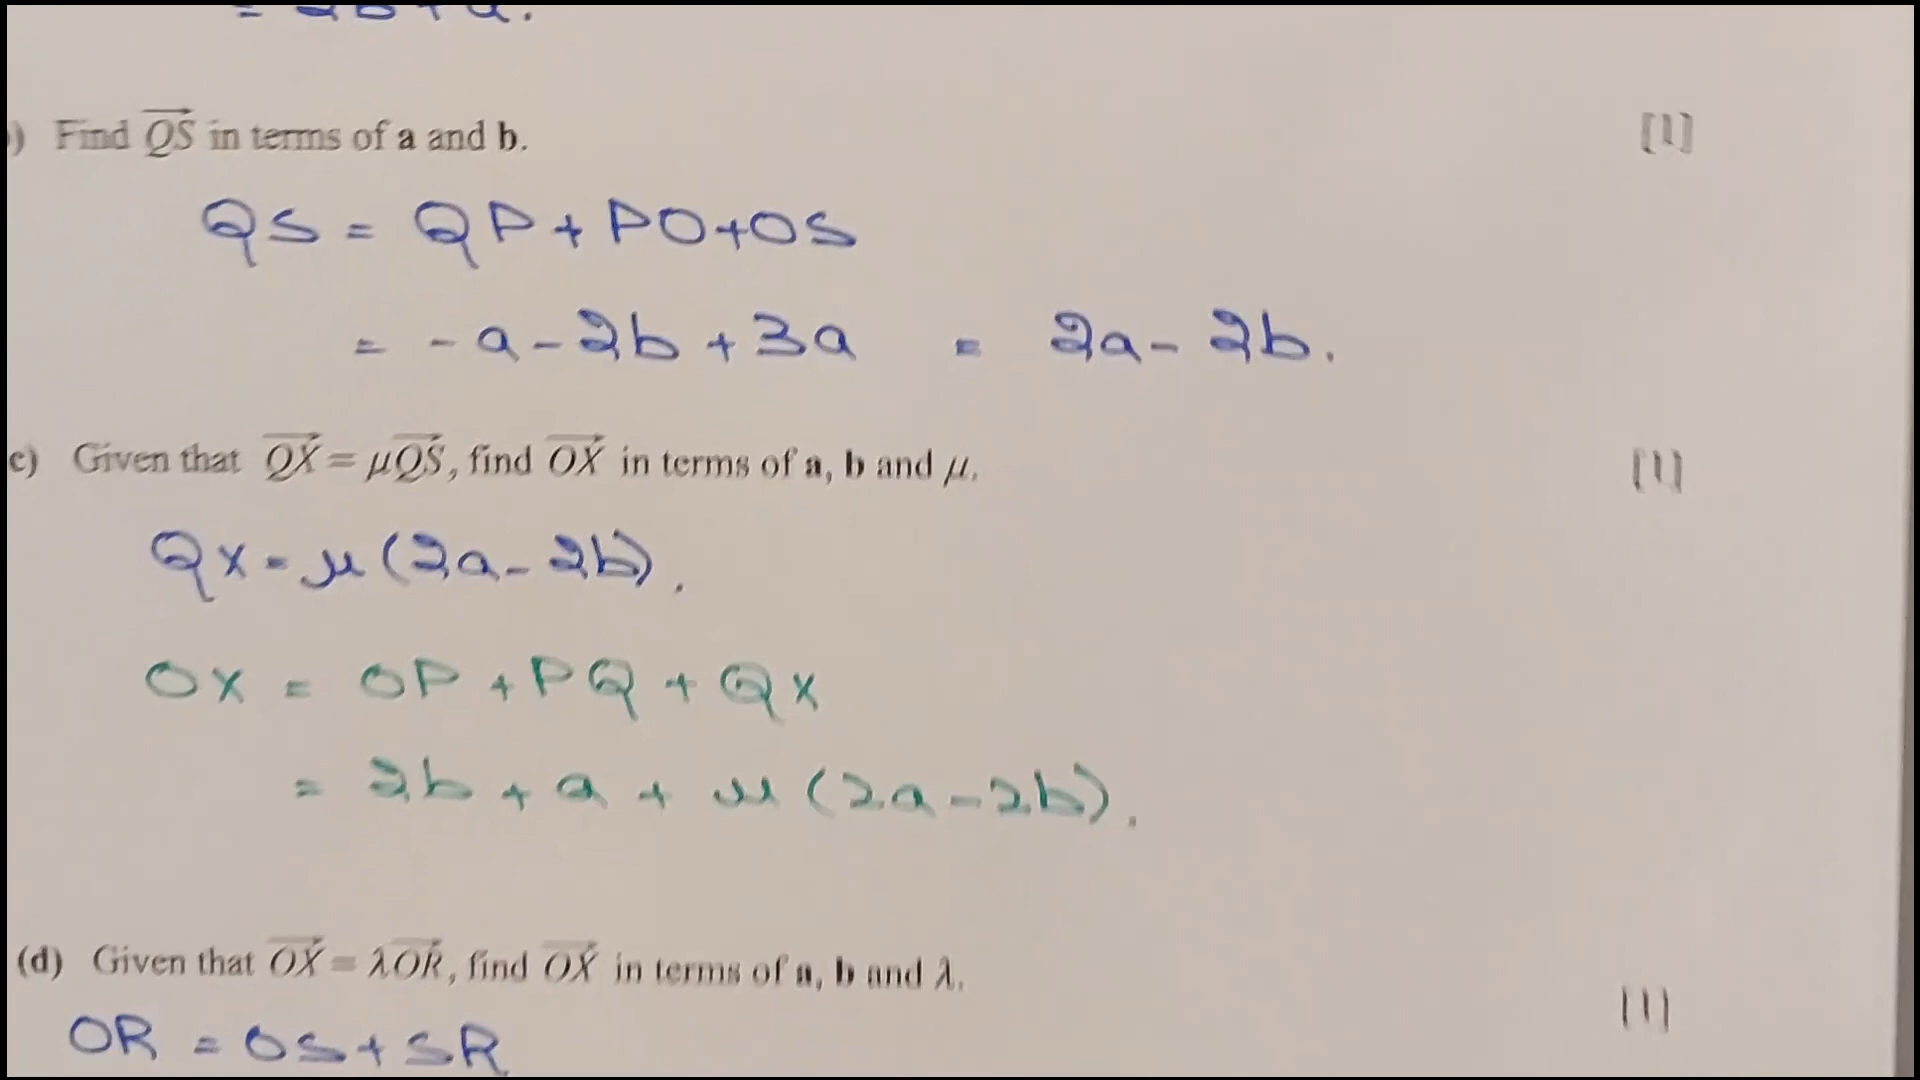 = 2b + a.
) Find QS in terms of a and b. [1]
QS = QP + PO + OS
= -a - 2b + 3a = 2a - 2b.
c) Given that QX = μQS, find OX in terms of a, b and μ. [1]
QX = μ(2a - 2b).
OX = OP + PQ + QX
= 2b + a + μ(2a - 2b).
(d) Given that OX = λOR, find OX in terms of a, b and λ. [1]
OR = OS + SR